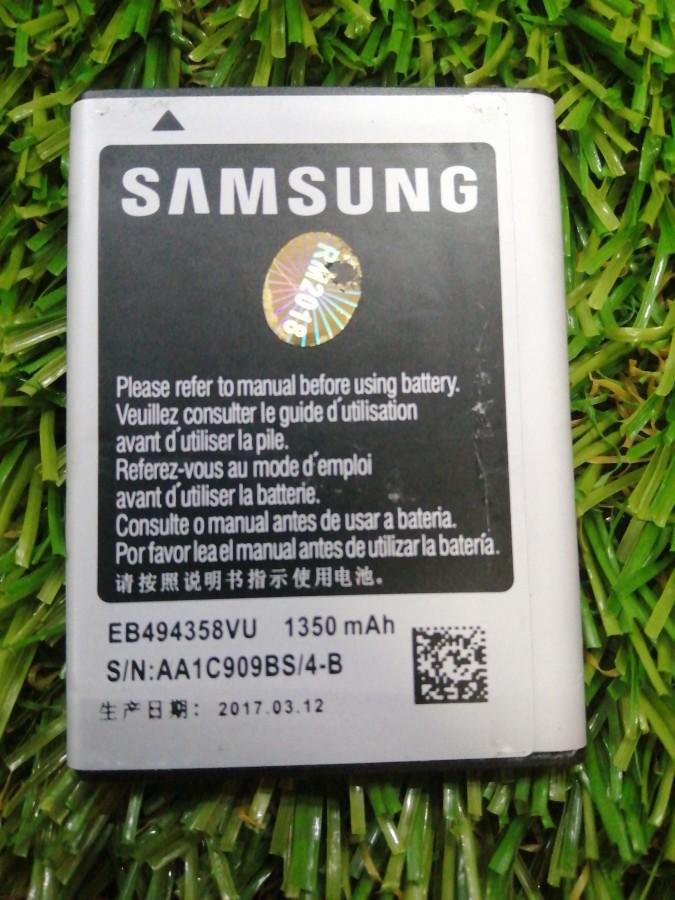 SAMSUNG
RM2018
Please refer to manual before using battery.
Veuillez consulter le guide d'utilisation
avant d'utiliser la pile.
Referez-vous au mode d'emploi
avant d'utiliser la batterie.
Consulte o manual antes de usar a bateria.
Por favor lea el manual antes de utilizar la batería.
请按照说明书指示使用电池。
EB494358VU 1350 mAh
S/N:AA1C909BS/4-B
生产日期: 2017.03.12